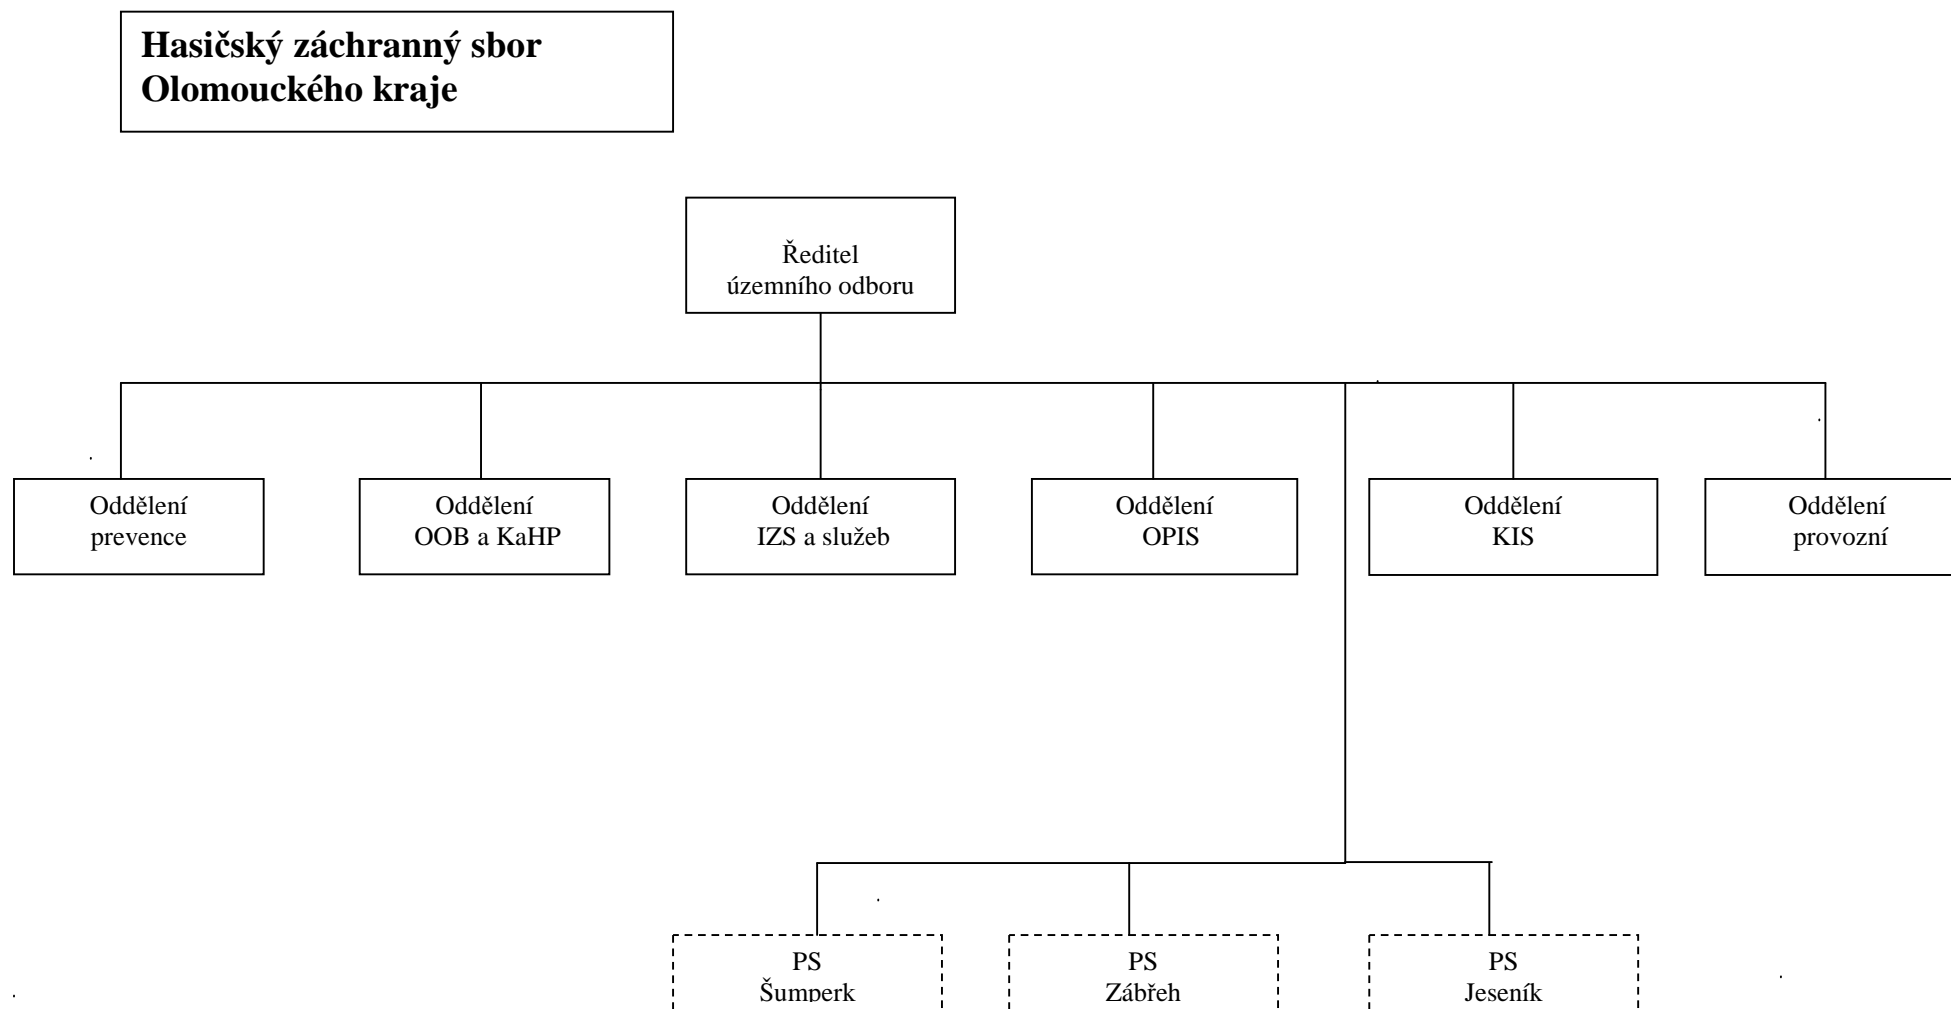 Hasičský záchranný sbor
Olomouckého kraje
Ředitel
územního odboru
Oddělení
prevence
Oddělení
OOB a KaHP
Oddělení
IZS a služeb
Oddělení
OPIS
Oddělení
KIS
Oddělení
provozní
PS
Šumperk
PS
Zábřeh
PS
Jeseník